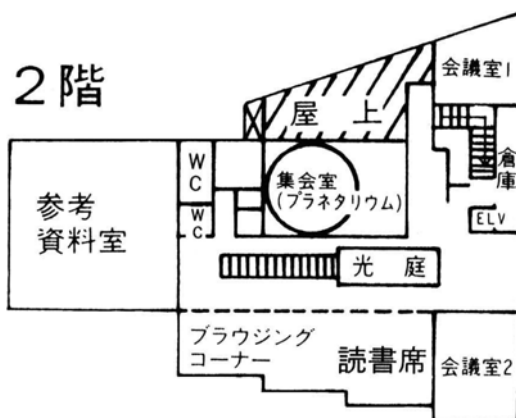 2階
会議室1
屋上
倉庫
WC
集会室
(プラネタリウム)
参考
資料室
WC
ELV
光庭
ブラウジング
コーナー
読書席
会議室2